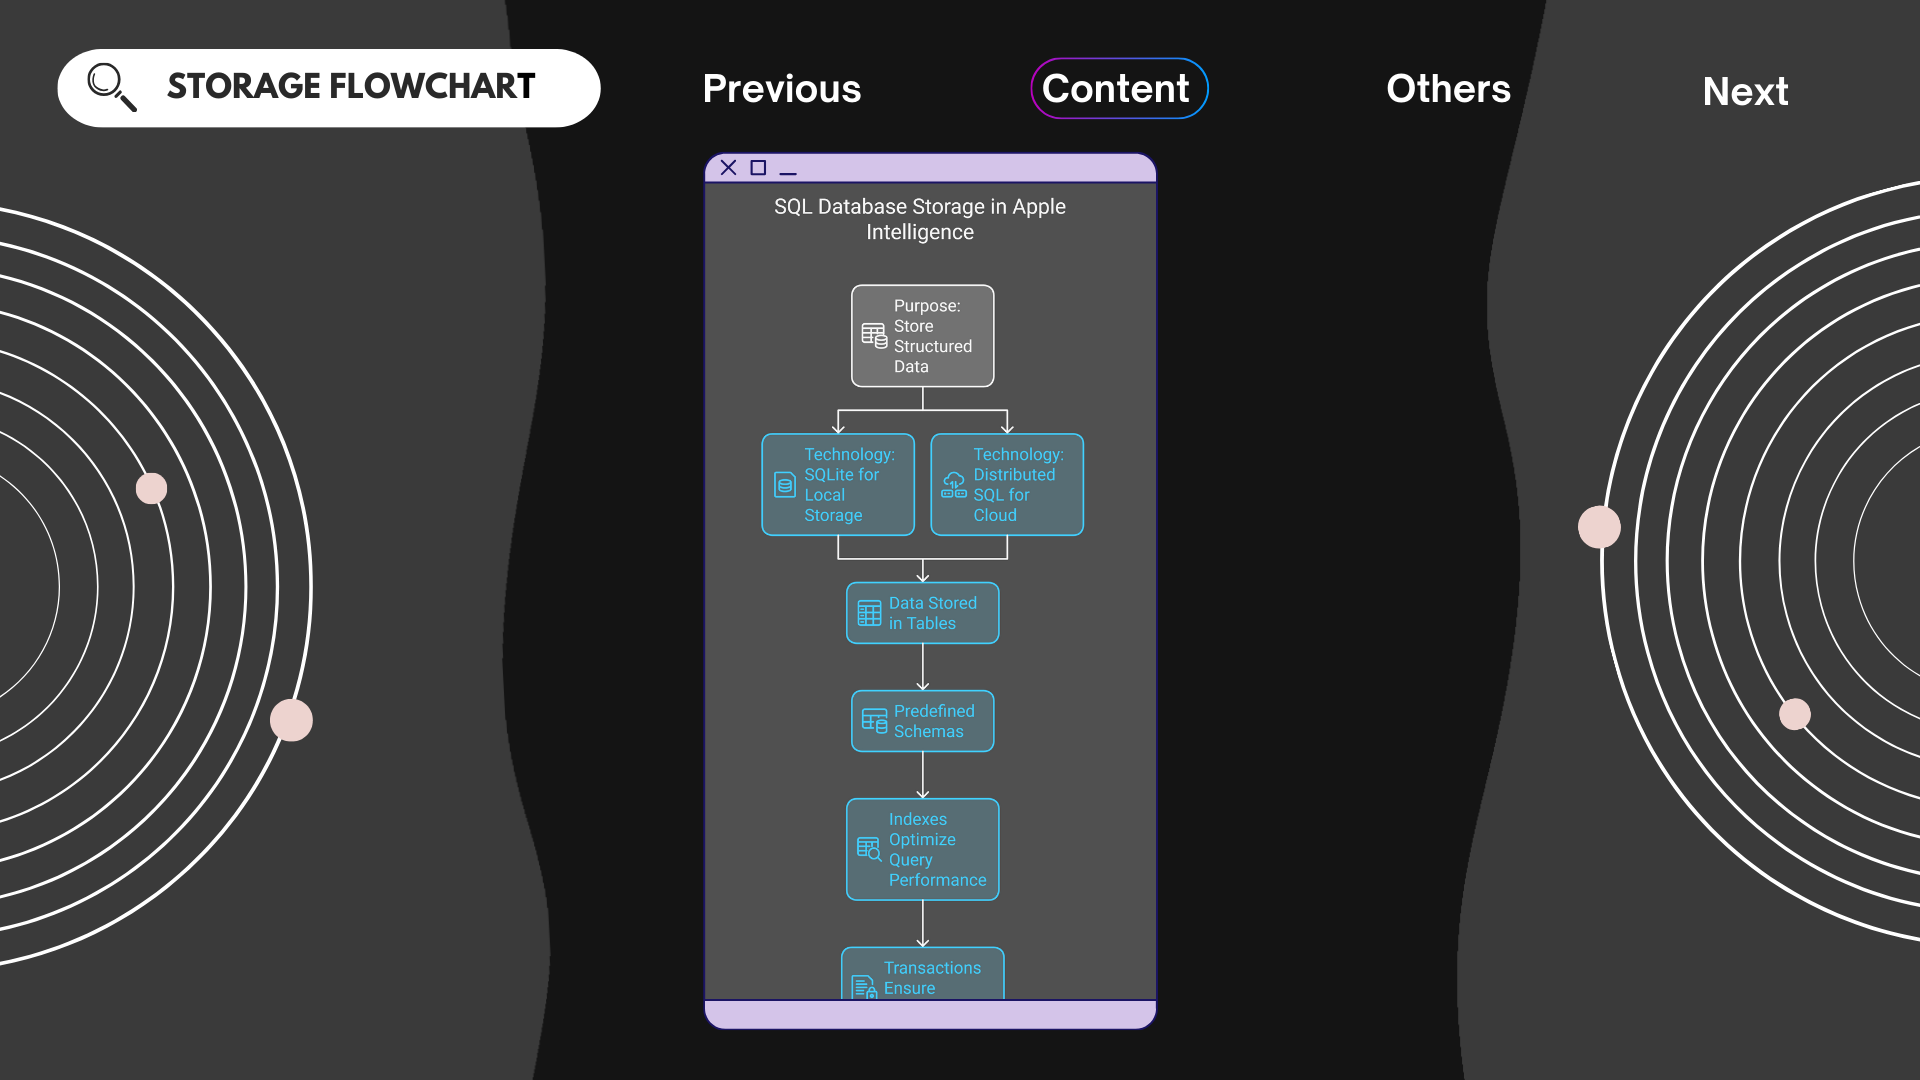 STORAGE FLOWCHART
Previous
Content
Others
Next
SQL Database Storage in Apple
Intelligence
Purpose:
Store
Structured
Data
Technology:
SQLite for
Local
Storage
Technology:
Distributed
SQL for
Cloud
Data Stored
in Tables
Predefined
Schemas
Indexes
Optimize
Query
Performance
Transactions
Ensure